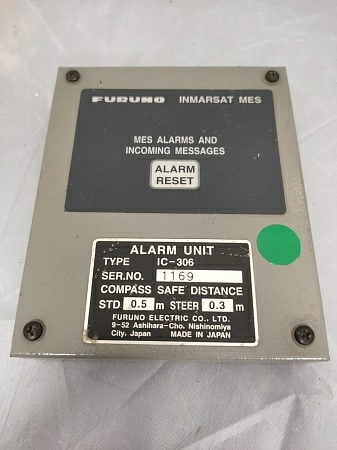 FURUNO INMARSAT MES
MES ALARMS AND
INCOMING MESSAGES
ALARM
RESET
ALARM UNIT
TYPE IC-306
SER.NO. 1169
COMPASS SAFE DISTANCE
STD 0.5 m STEER 0.3 m
FURUNO ELECTRIC CO., LTD.
9-52 Ashihara-Cho, Nishinomiya
City, Japan MADE IN JAPAN